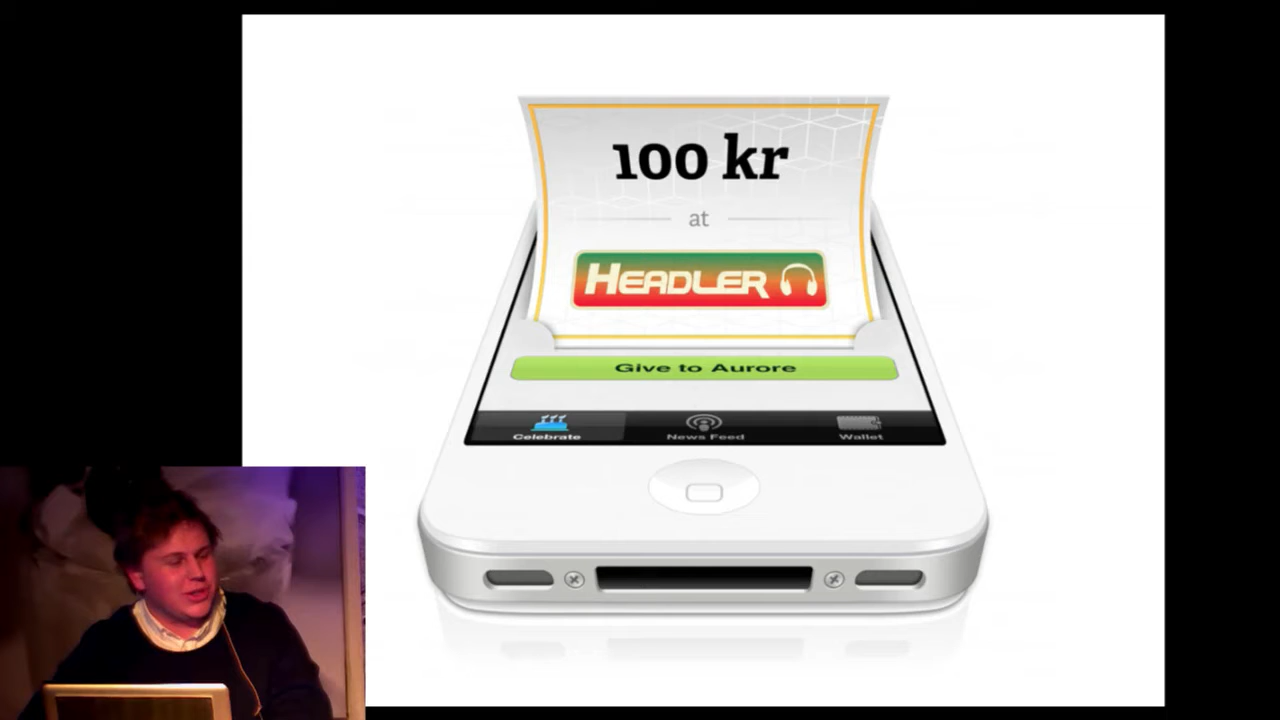 100 kr
at
HEADLER
Give to Aurore
Celebrate
News Feed
Wallet